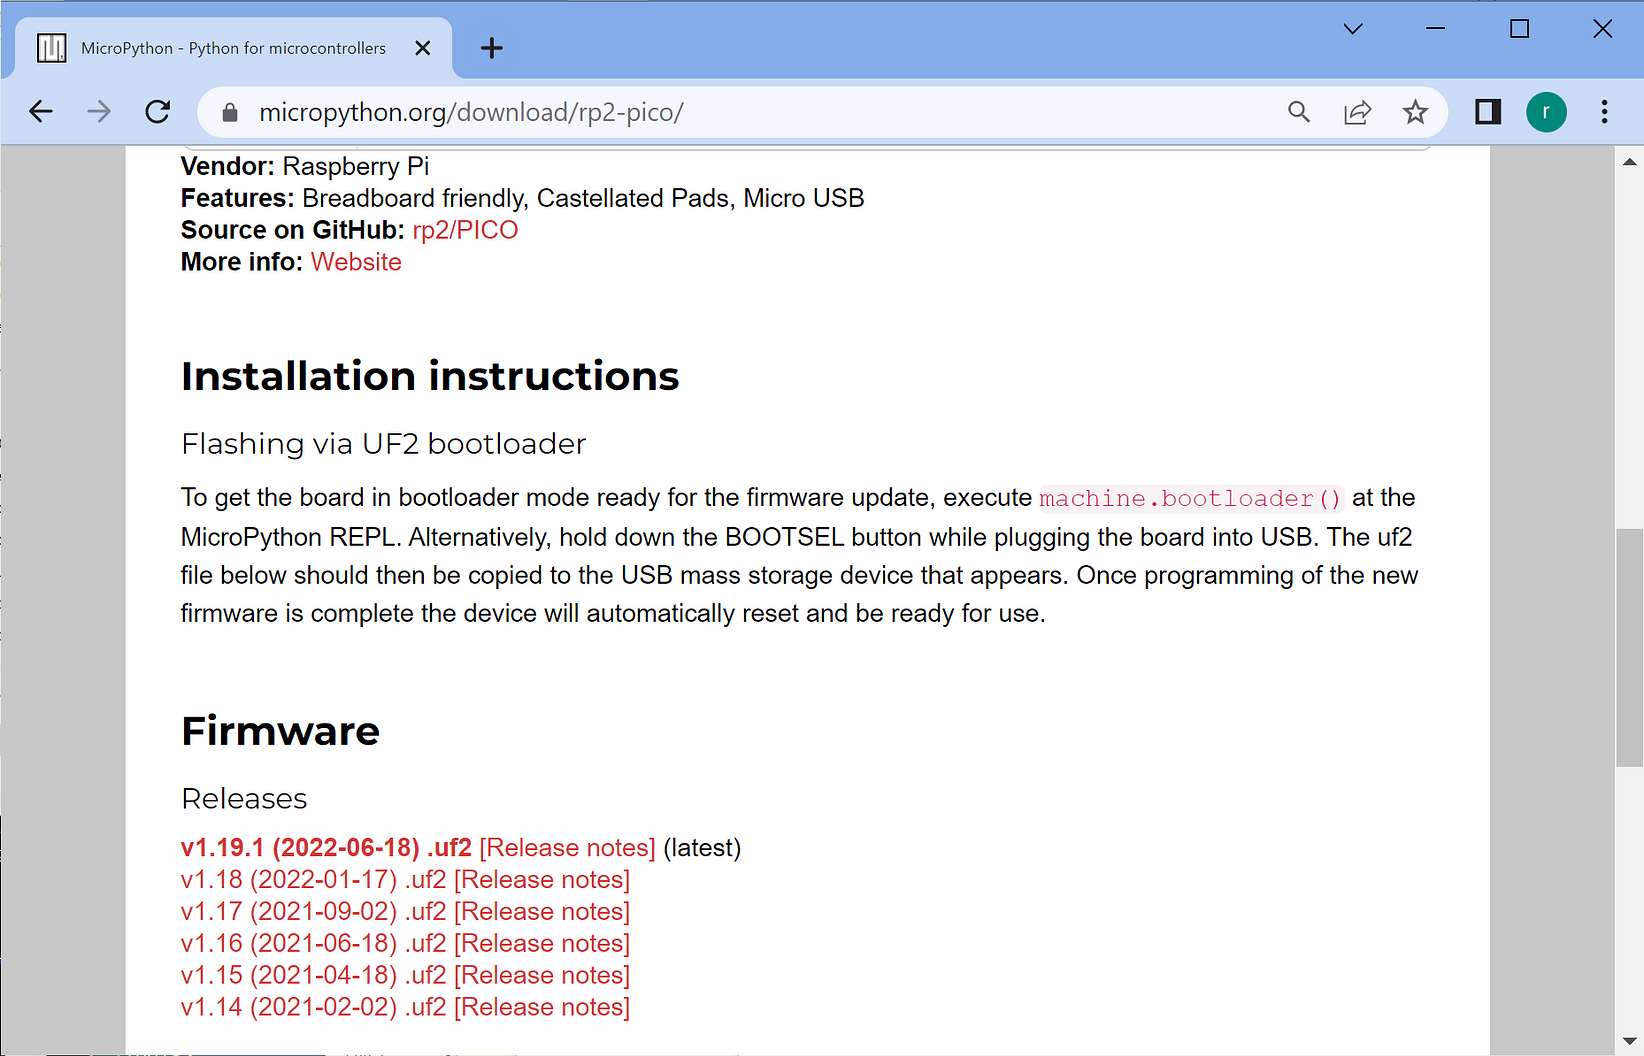 MicroPython - Python for microcontrollers
micropython.org/download/rp2-pico/
r
Vendor: Raspberry Pi
Features: Breadboard friendly, Castellated Pads, Micro USB
Source on GitHub: rp2/PICO
More info: Website
Installation instructions
Flashing via UF2 bootloader
To get the board in bootloader mode ready for the firmware update, execute machine.bootloader() at the
MicroPython REPL. Alternatively, hold down the BOOTSEL button while plugging the board into USB. The uf2
file below should then be copied to the USB mass storage device that appears. Once programming of the new
firmware is complete the device will automatically reset and be ready for use.
Firmware
Releases
v1.19.1 (2022-06-18) .uf2 [Release notes] (latest)
v1.18 (2022-01-17) .uf2 [Release notes]
v1.17 (2021-09-02) .uf2 [Release notes]
v1.16 (2021-06-18) .uf2 [Release notes]
v1.15 (2021-04-18) .uf2 [Release notes]
v1.14 (2021-02-02) .uf2 [Release notes]